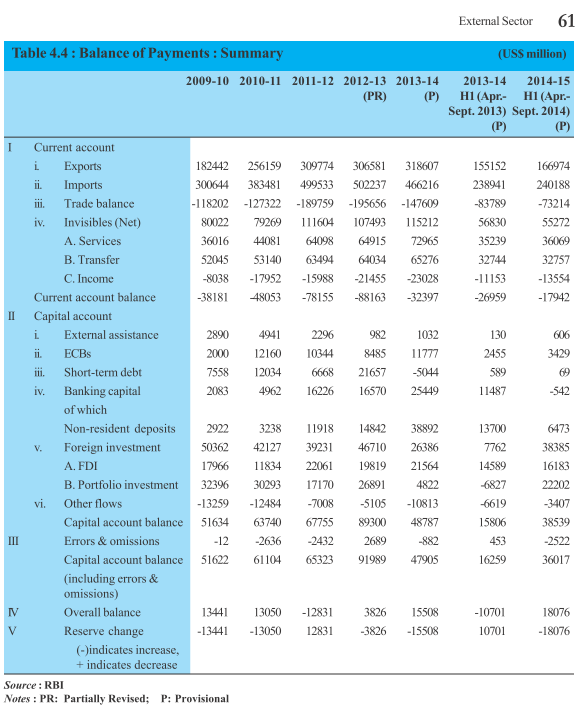 External Sector 61
Table 4.4 : Balance of Payments : Summary (US$ million)
2009-10 2010-11 2011-12 2012-13 2013-14 2013-14 2014-15
(PR) (P) H1 (Apr.- H1 (Apr.-
Sept. 2013) Sept. 2014)
(P) (P)
I Current account
i. Exports 182442 256159 309774 306581 318607 155152 166974
ii. Imports 300644 383481 499533 502237 466216 238941 240188
iii. Trade balance -118202 -127322 -189759 -195656 -147609 -83789 -73214
iv. Invisibles (Net) 80022 79269 111604 107493 115212 56830 55272
A. Services 36016 44081 64098 64915 72965 35239 36069
B. Transfer 52045 53140 63494 64034 65276 32744 32757
C. Income -8038 -17952 -15988 -21455 -23028 -11153 -13554
Current account balance -38181 -48053 -78155 -88163 -32397 -26959 -17942
II Capital account
i. External assistance 2890 4941 2296 982 1032 130 606
ii. ECBs 2000 12160 10344 8485 11777 2455 3429
iii. Short-term debt 7558 12034 6668 21657 -5044 589 69
iv. Banking capital 2083 4962 16226 16570 25449 11487 -542
of which
Non-resident deposits 2922 3238 11918 14842 38892 13700 6473
v. Foreign investment 50362 42127 39231 46710 26386 7762 38385
A. FDI 17966 11834 22061 19819 21564 14589 16183
B. Portfolio investment 32396 30293 17170 26891 4822 -6827 22202
vi. Other flows -13259 -12484 -7008 -5105 -10813 -6619 -3407
Capital account balance 51634 63740 67755 89300 48787 15806 38539
III Errors & omissions -12 -2636 -2432 2689 -882 453 -2522
Capital account balance 51622 61104 65323 91989 47905 16259 36017
(including errors &
omissions)
IV Overall balance 13441 13050 -12831 3826 15508 -10701 18076
V Reserve change -13441 -13050 12831 -3826 -15508 10701 -18076
(-)indicates increase,
+ indicates decrease
Source : RBI
Notes : PR: Partially Revised; P: Provisional